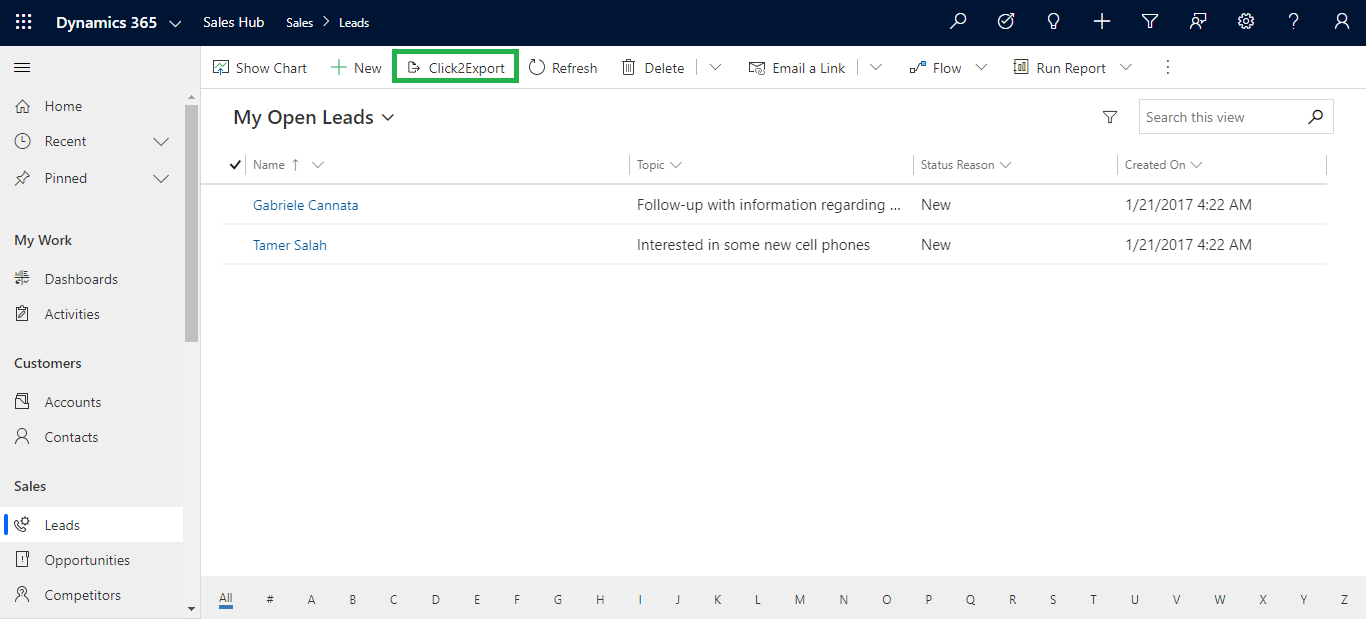 Dynamics 365 Sales Hub Sales > Leads
Show Chart New Click2Export Refresh Delete Email a Link Flow Run Report
Home
Recent
Pinned
My Work
Dashboards
Activities
Customers
Accounts
Contacts
Sales
Leads
Opportunities
Competitors
My Open Leads Search this view
Name ↑ Topic Status Reason Created On
Gabriele Cannata Follow-up with information regarding ... New 1/21/2017 4:22 AM
Tamer Salah Interested in some new cell phones New 1/21/2017 4:22 AM
All # A B C D E F G H I J K L M N O P Q R S T U V W X Y Z